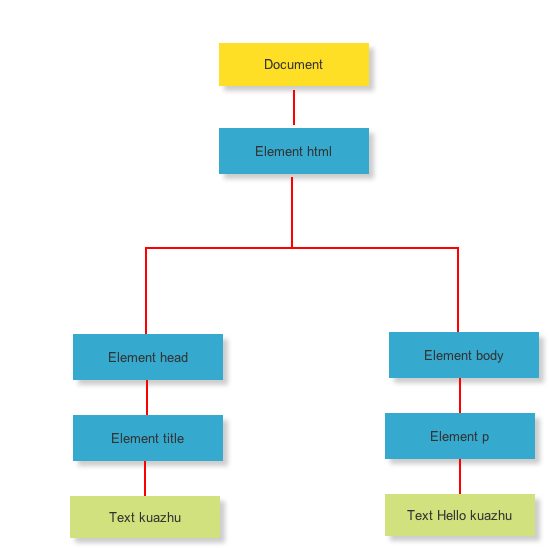 Document
Element html
Element head
Element body
Element title
Element p
Text kuazhu
Text Hello kuazhu